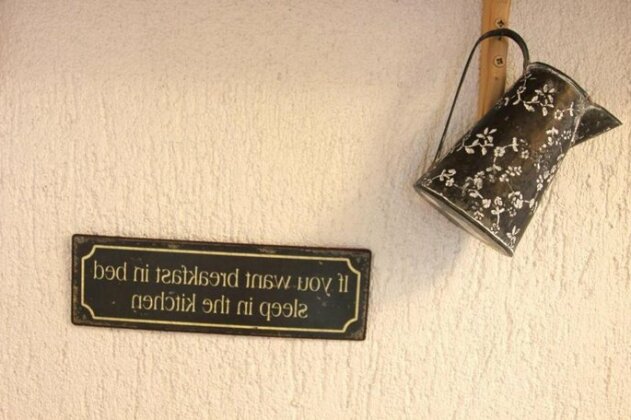 If you want breakfast in bed
sleep in the kitchen